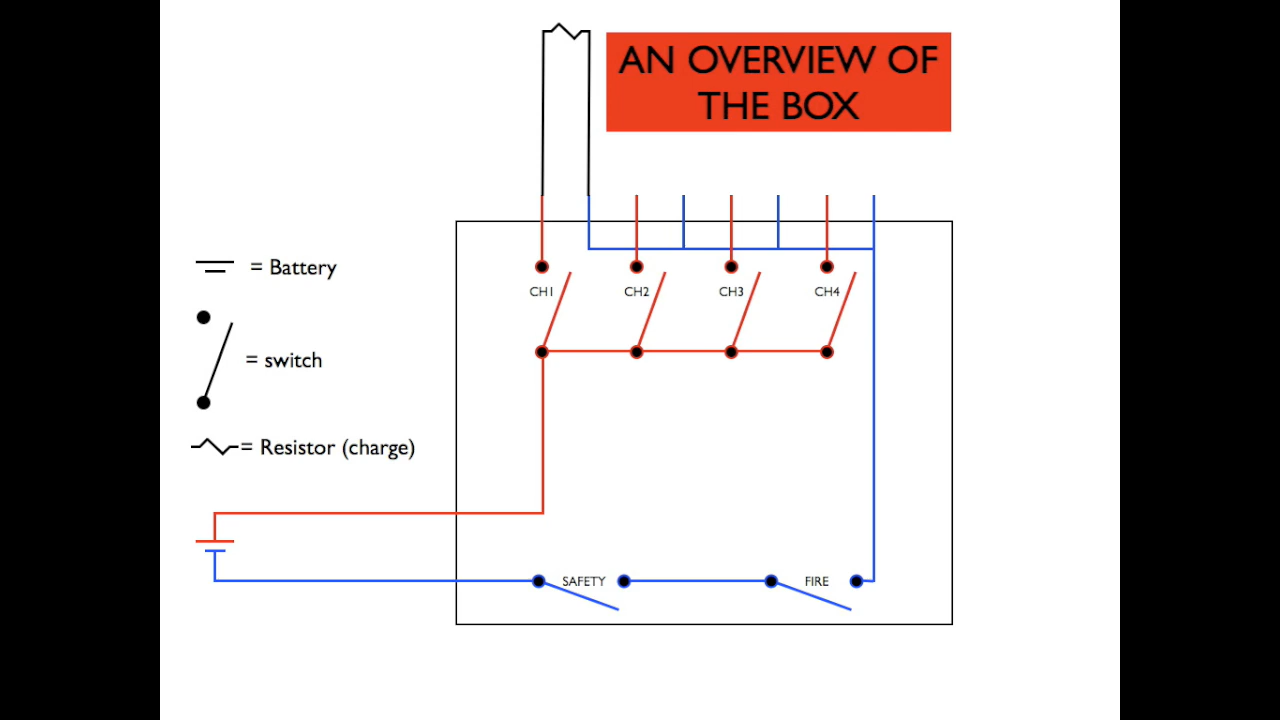 AN OVERVIEW OF
THE BOX
= Battery
CH1
CH2
CH3
CH4
= switch
= Resistor (charge)
SAFETY
FIRE